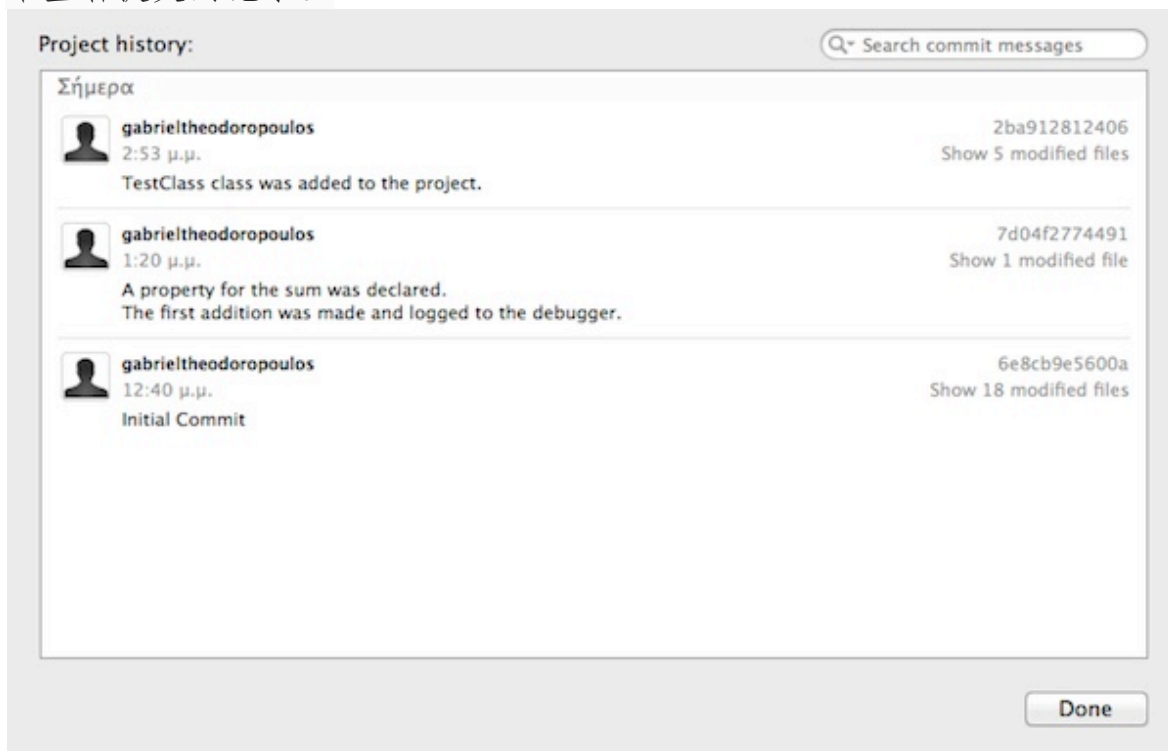 Project history:
Search commit messages
Σήμερα
gabrieltheodoropoulos
2ba912812406
2:53 μ.μ.
Show 5 modified files
TestClass class was added to the project.
gabrieltheodoropoulos
7d04f2774491
1:20 μ.μ.
Show 1 modified file
A property for the sum was declared.
The first addition was made and logged to the debugger.
gabrieltheodoropoulos
6e8cb9e5600a
12:40 μ.μ.
Show 18 modified files
Initial Commit
Done